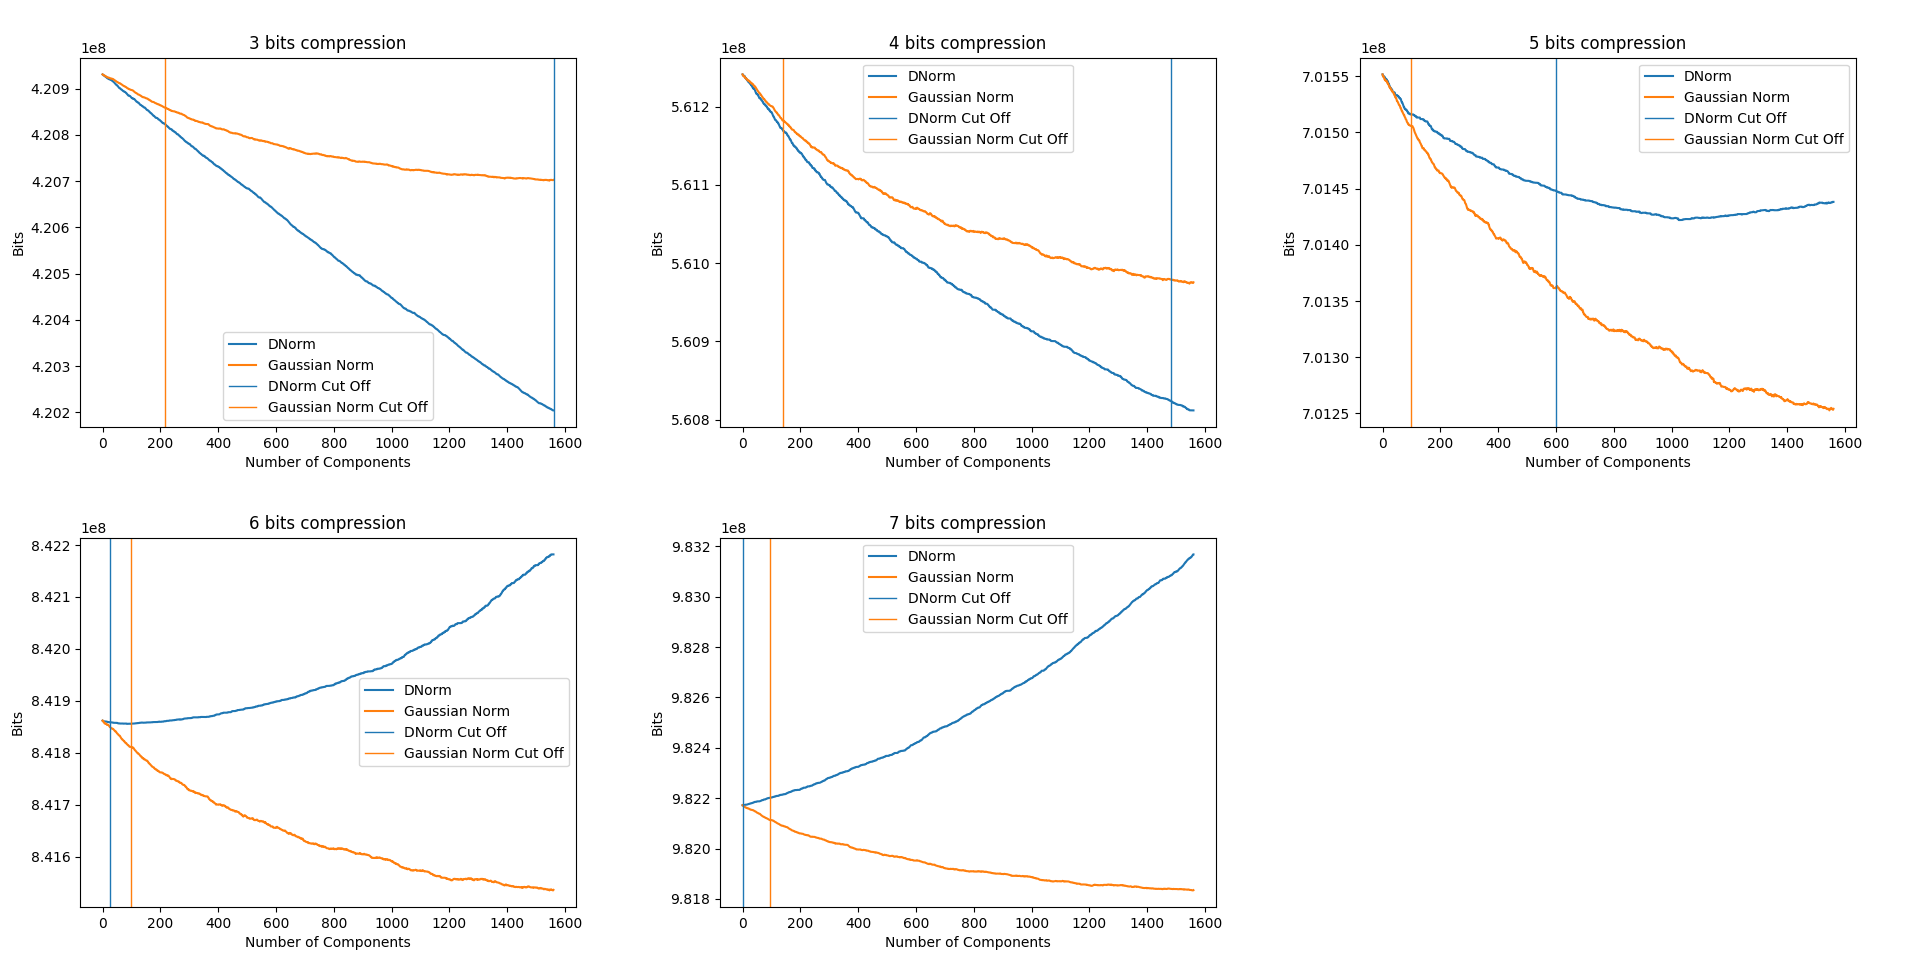 3 bits compression
1e8
4.209
4.208
4.207
4.206
4.205
4.204
4.203
4.202
Bits
DNorm
Gaussian Norm
DNorm Cut Off
Gaussian Norm Cut Off
0 200 400 600 800 1000 1200 1400 1600
Number of Components
4 bits compression
1e8
5.612
5.611
5.610
5.609
5.608
Bits
DNorm
Gaussian Norm
DNorm Cut Off
Gaussian Norm Cut Off
0 200 400 600 800 1000 1200 1400 1600
Number of Components
5 bits compression
1e8
7.0155
7.0150
7.0145
7.0140
7.0135
7.0130
7.0125
Bits
DNorm
Gaussian Norm
DNorm Cut Off
Gaussian Norm Cut Off
0 200 400 600 800 1000 1200 1400 1600
Number of Components
6 bits compression
1e8
8.422
8.421
8.420
8.419
8.418
8.417
8.416
Bits
DNorm
Gaussian Norm
DNorm Cut Off
Gaussian Norm Cut Off
0 200 400 600 800 1000 1200 1400 1600
Number of Components
7 bits compression
1e8
9.832
9.830
9.828
9.826
9.824
9.822
9.820
9.818
Bits
DNorm
Gaussian Norm
DNorm Cut Off
Gaussian Norm Cut Off
0 200 400 600 800 1000 1200 1400 1600
Number of Components